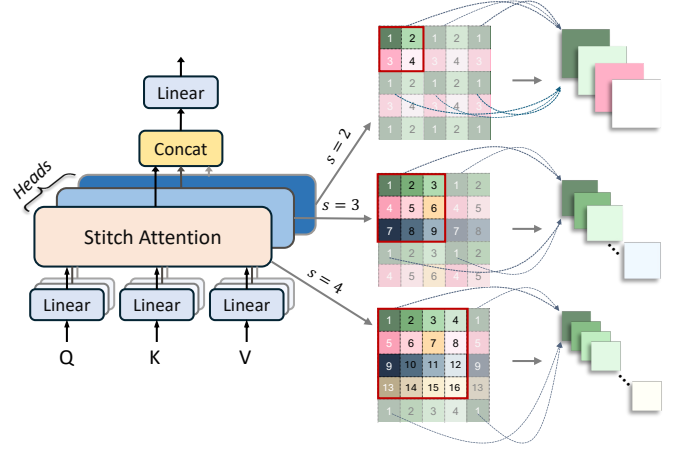 Linear
Concat
Heads
Stitch Attention
Linear
Linear
Linear
Q
K
V
s = 2
s = 3
s = 4
1 2 1 2 1
3 4 3 4 3
1 2 1 2 1
3 4 3 4 3
1 2 1 2 1
1 2 3 1 2
4 5 6 4 5
7 8 9 7 8
1 2 3 1 2
4 5 6 4 5
1 2 3 4 1
5 6 7 8 5
9 10 11 12 9
13 14 15 16 13
1 2 3 4 1